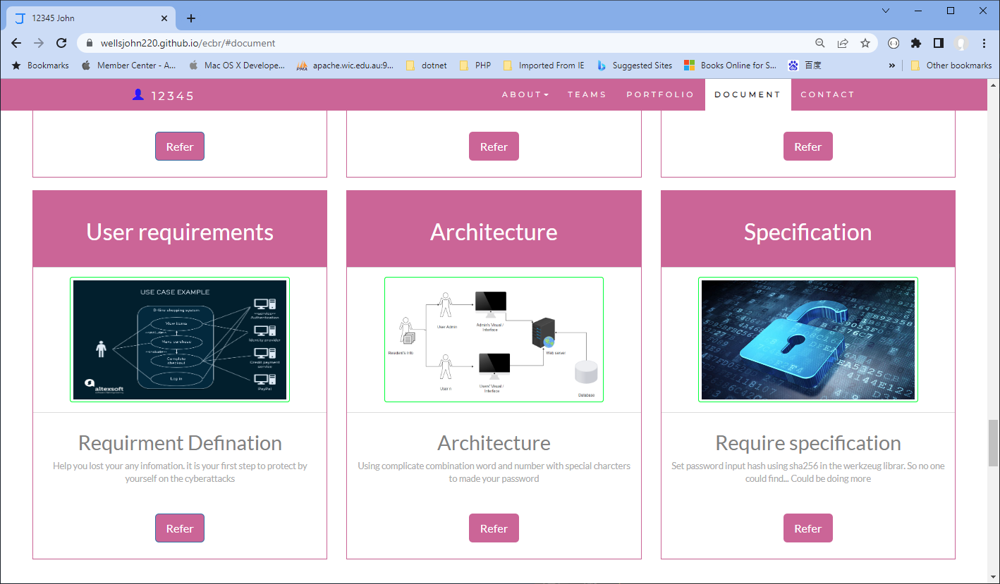 12345 John
wellsjohn220.github.io/ecbr/#document
Bookmarks
Member Center - A...
Mac OS X Develope...
apache.wic.edu.au:9...
dotnet
PHP
Imported From IE
Suggested Sites
Books Online for S...
百度
»
Other bookmarks
12345
ABOUT
TEAMS
PORTFOLIO
DOCUMENT
CONTACT
Refer
Refer
Refer
User requirements
USE CASE EXAMPLE
Online shopping system
View items
<<include>>
Make purchase
<<include>>
Complete
checkout
Log in
<<service>>
Authentication
Identity provider
Credit payment
service
PayPal
altexsoft
Requirment Defination
Help you lost your any infomation. it is your first step to protect by
yourself on the cyberattacks
Refer
Architecture
User Admin
Admin's Visual /
Interface
Resident's Info
Web server
User n
Users' Visual /
Interface
Database
Architecture
Using complicate combination word and number with special charcters
to made your password
Refer
Specification
Require specification
Set password input hash using sha256 in the werkzeug librar. So no one
could find... Could be doing more
Refer